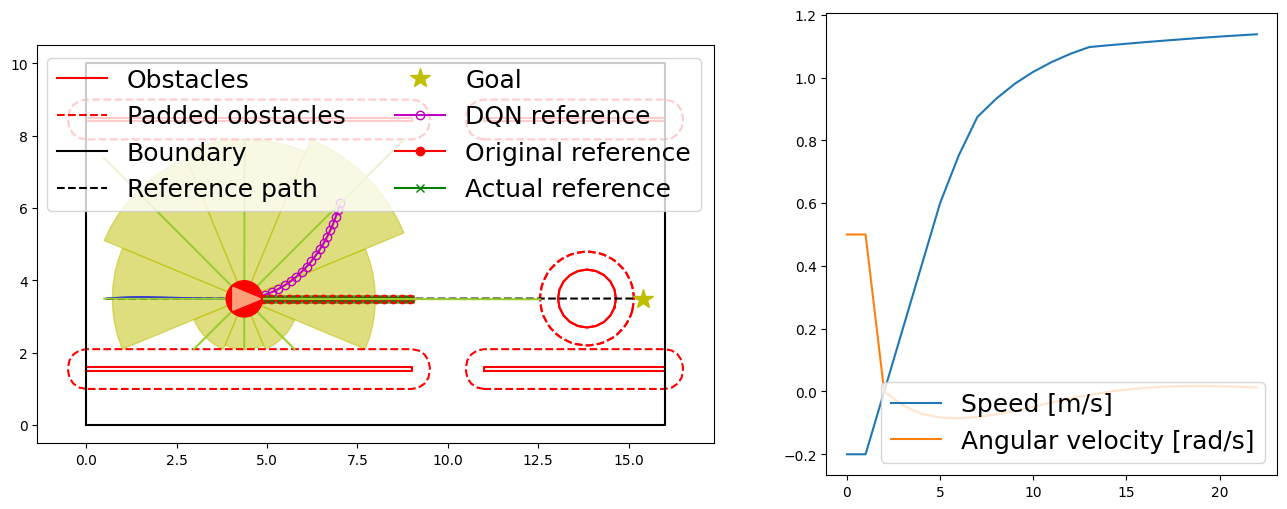 10
8
6
4
2
0
0.0
2.5
5.0
7.5
10.0
12.5
15.0
Obstacles
Padded obstacles
Boundary
Reference path
Goal
DQN reference
Original reference
Actual reference
1.2
1.0
0.8
0.6
0.4
0.2
0.0
−0.2
0
5
10
15
20
Speed [m/s]
Angular velocity [rad/s]